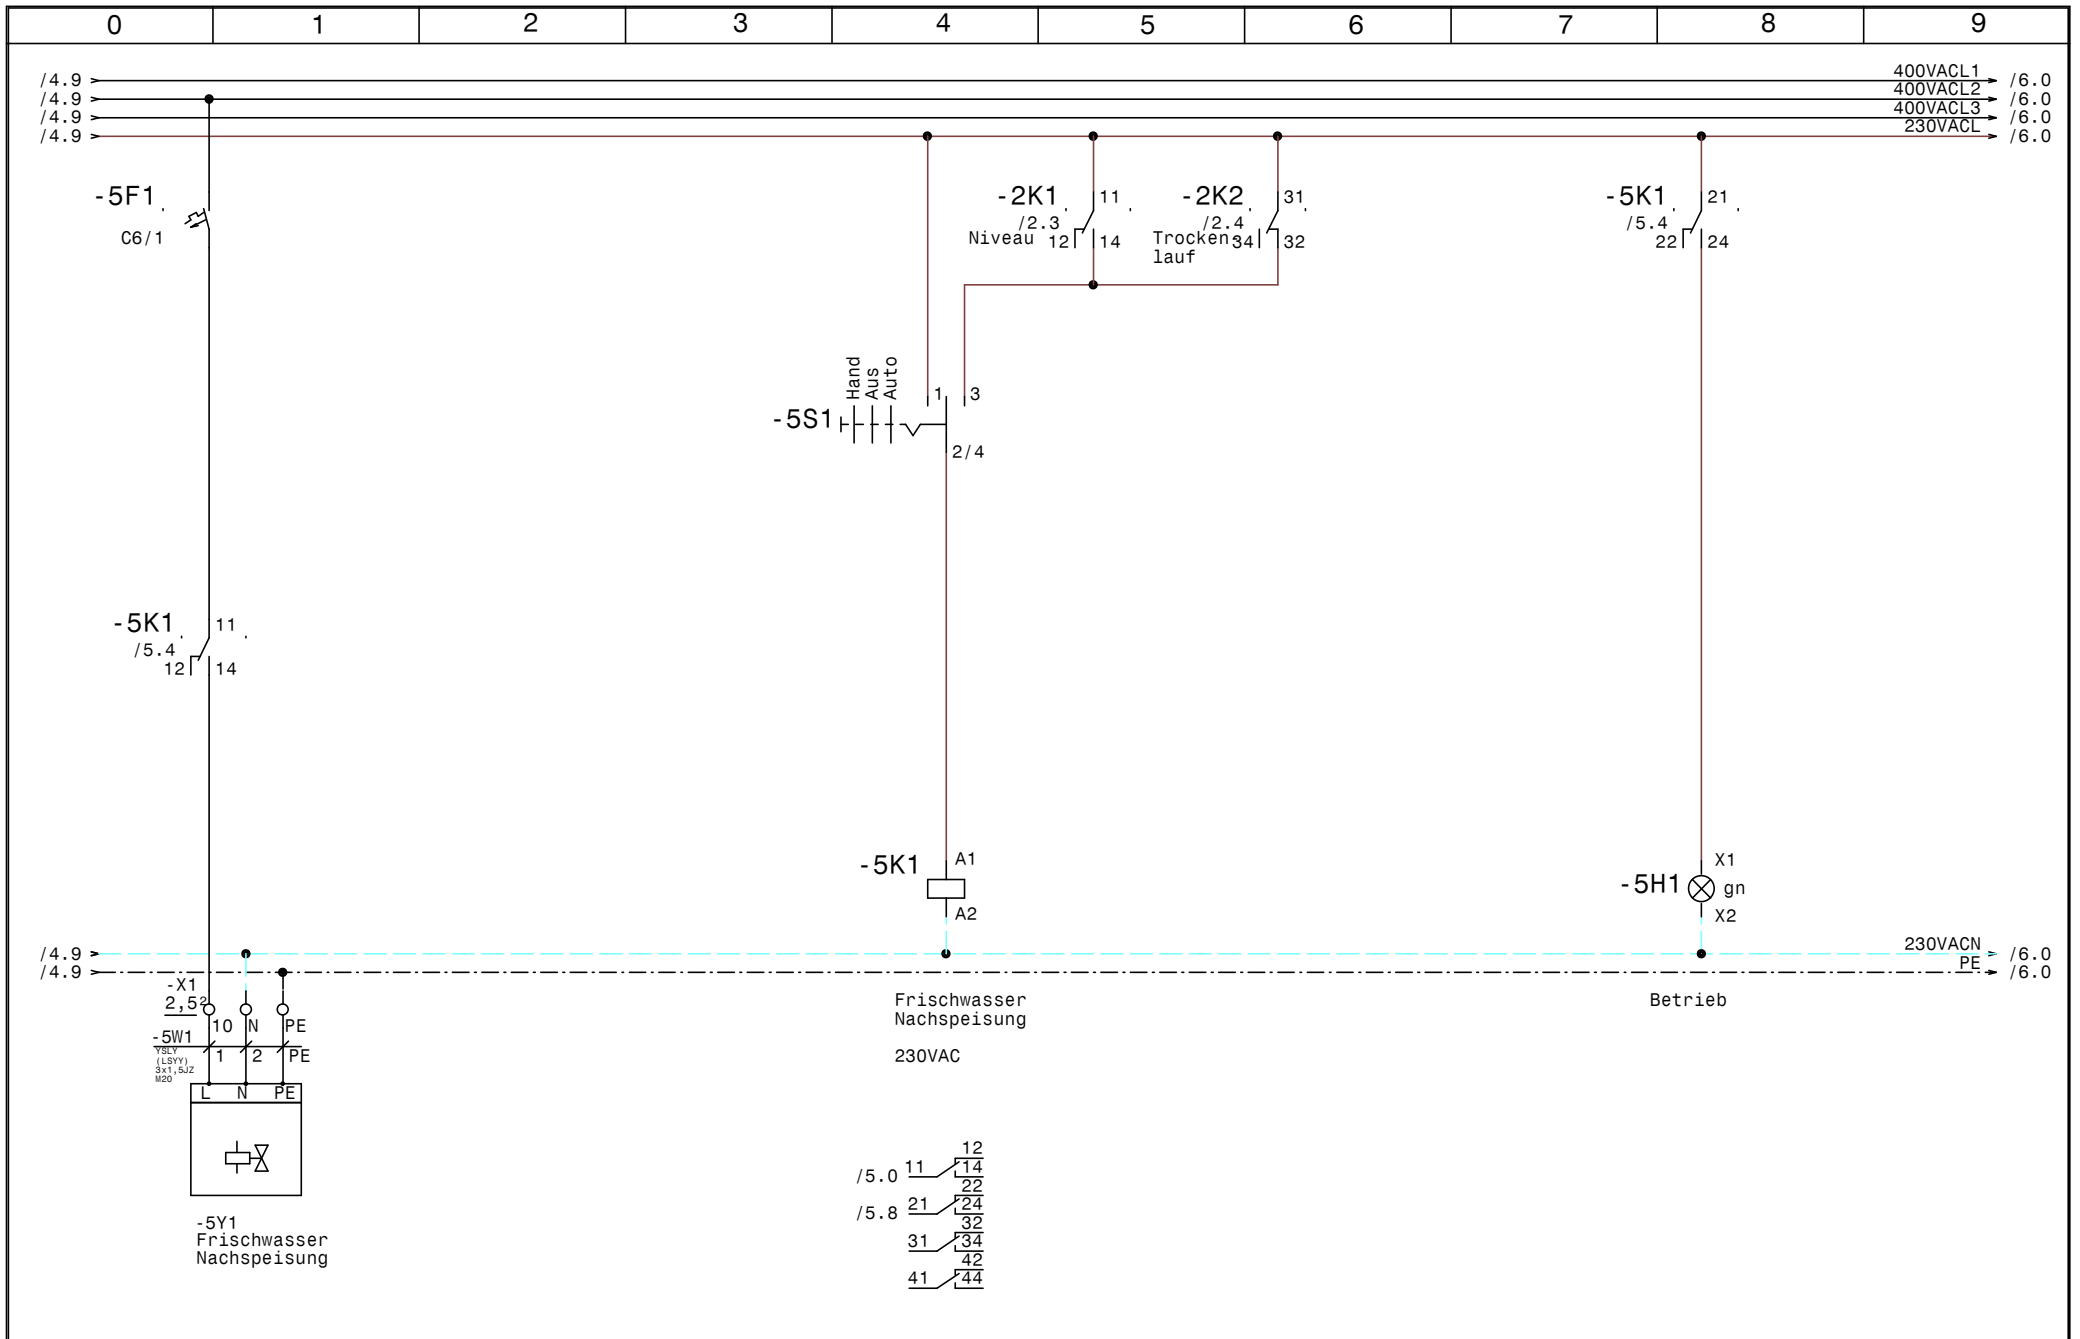 0 1 2 3 4 5 6 7 8 9
/4.9 400VACL1 /6.0
/4.9 400VACL2 /6.0
/4.9 400VACL3 /6.0
/4.9 230VACL /6.0
-5F1
C6/1
-2K1 11
/2.3
Niveau 12 14
-2K2 31
/2.4
Trocken 34 32
lauf
-5K1 21
/5.4
22 24
Hand
Aus
Auto
1 3
-5S1
2/4
-5K1 11
/5.4
12 14
-5K1 A1
A2
X1
-5H1 gn
X2
/4.9 230VACN /6.0
/4.9 PE /6.0
-X1
2,5²
10 N PE
-5W1
1 2 PE
YSLY
(LSYY)
3x1,5JZ
M20
L N PE
-5Y1
Frischwasser
Nachspeisung
Frischwasser
Nachspeisung
230VAC
Betrieb
12
/5.0 11 14
22
/5.8 21 24
32
31 34
42
41 44